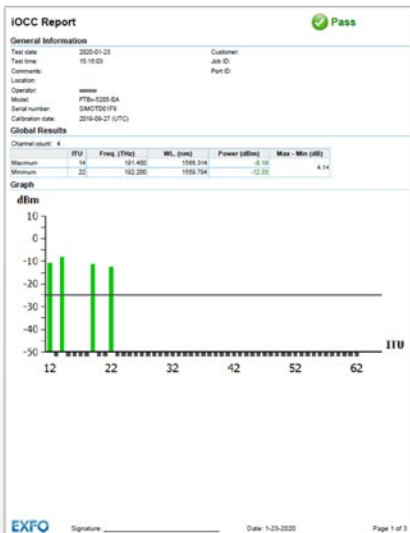 iOCC Report
Pass
General Information
Test date: 2020-01-23 Customer:
Test time: 15:15:03 Job ID:
Comments: Port ID:
Location:
Operator:
Model: FTBx-5205-EA
Serial number: SIMOTD01F9
Calibration date: 2019-09-27 (UTC)
Global Results
Channel count: 4
ITU Freq. (THz) WL. (nm) Power (dBm) Max - Min (dB)
Maximum 14 191.400 1566.314 -8.19 4.14
Minimum 22 192.200 1559.794 -12.33
Graph
dBm
10
0
-10
-20
-30
-40
-50
ITU
12 22 32 42 52 62
EXFO Signature: Date: 1-23-2020 Page 1 of 3